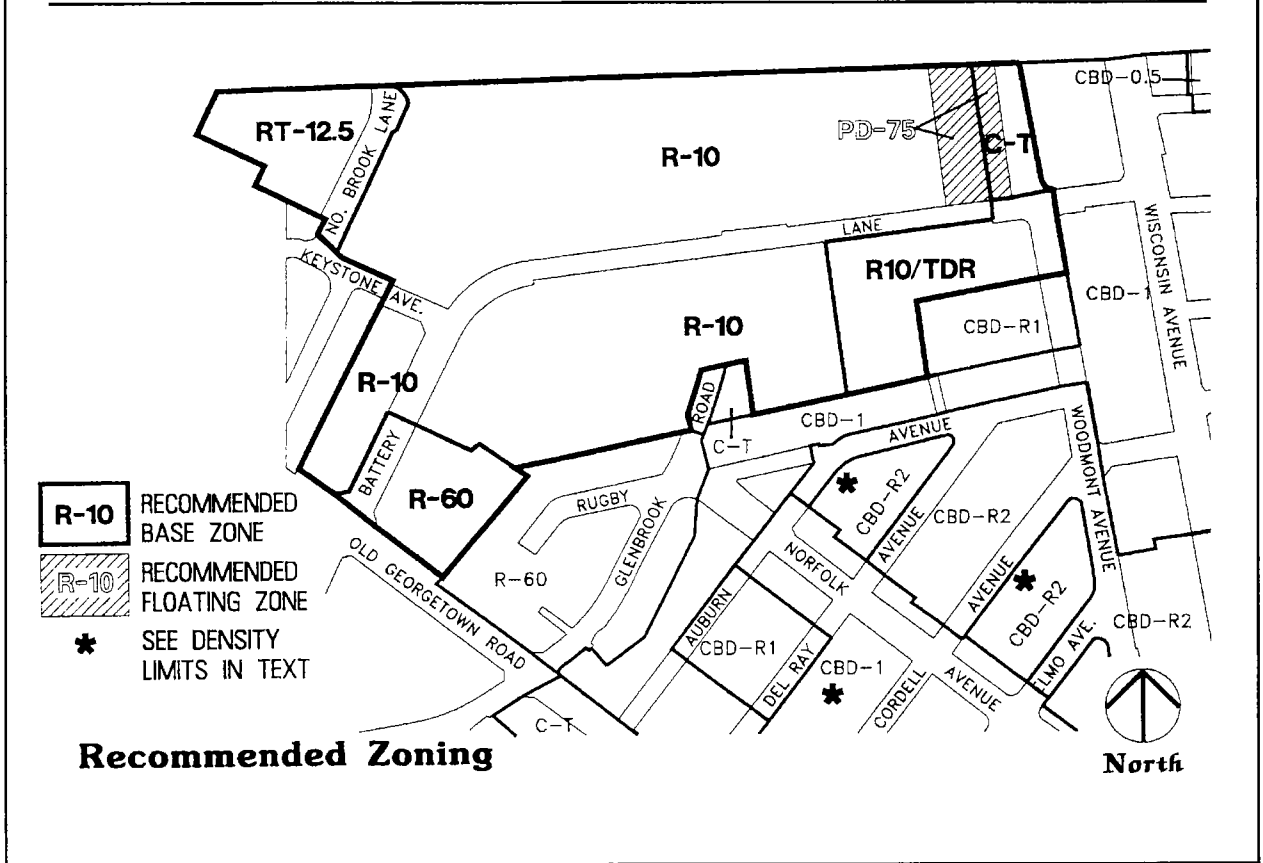 CBD-0.5
RT-12.5
NO. BROOK LANE
R-10
PD-75
C-T
LANE
WISCONSIN AVENUE
KEYSTONE AVE.
R10/TDR
CBD-1
R-10
CBD-R1
R-10
ROAD
C-T
CBD-1
AVENUE
WOODMONT AVENUE
BATTERY
R-60
RUGBY
GLENBROOK
CBD-R2
AVENUE
CBD-R2
NORFOLK
AVENUE
CBD-R2
ELMO AVE.
CBD-R2
OLD GEORGETOWN ROAD
R-60
AUBURN
CBD-R1
DEL RAY
CBD-1
CORDELL
AVENUE
C-T
R-10 RECOMMENDED
BASE ZONE
R-10 RECOMMENDED
FLOATING ZONE
* SEE DENSITY
LIMITS IN TEXT
Recommended Zoning
North